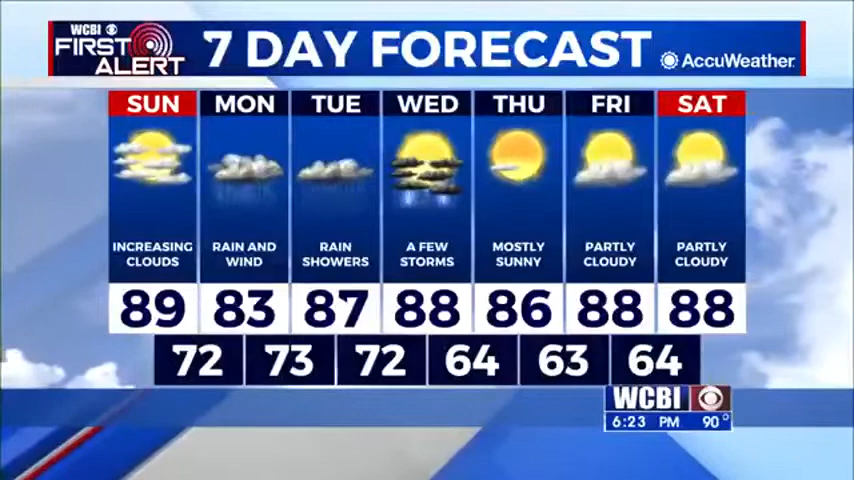 WCBI
FIRST
ALERT
7 DAY FORECAST
AccuWeather
SUN MON TUE WED THU FRI SAT
INCREASING CLOUDS
RAIN AND WIND
RAIN SHOWERS
A FEW STORMS
MOSTLY SUNNY
PARTLY CLOUDY
PARTLY CLOUDY
89 83 87 88 86 88 88
72 73 72 64 63 64
WCBI
6:23 PM 90°